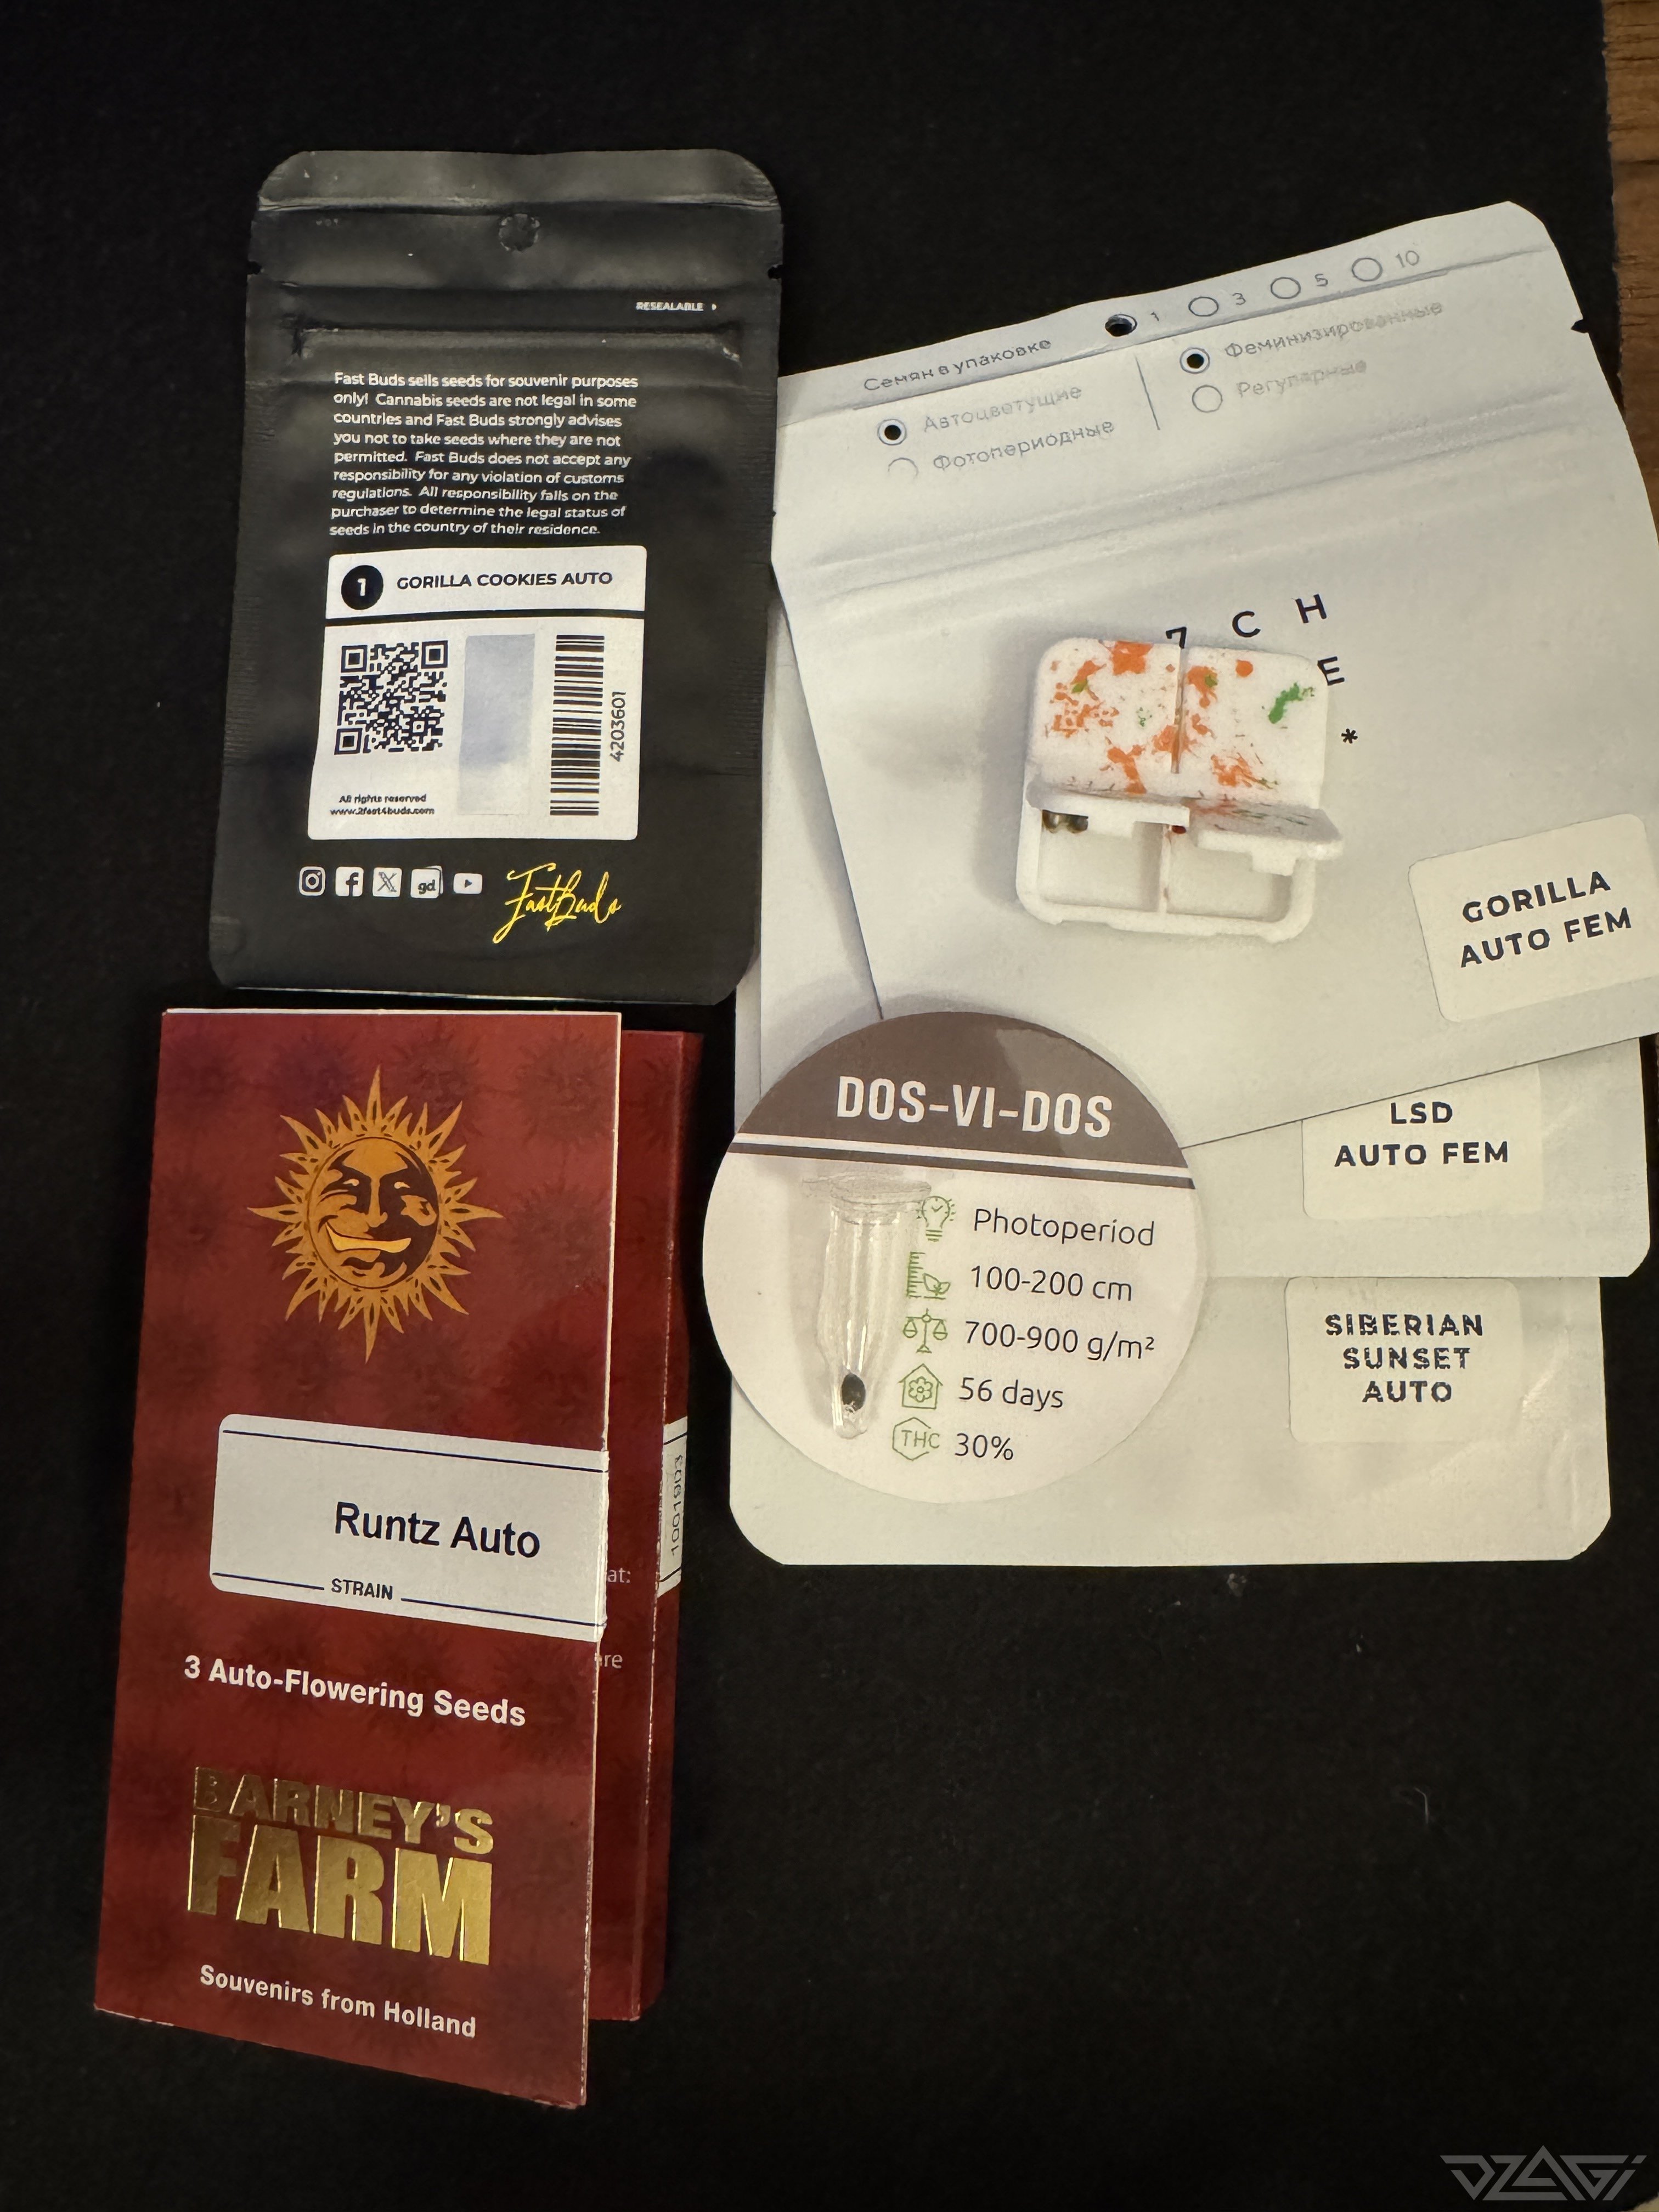 RESEALABLE
Fast Buds sells seeds for souvenir purposes
only! Cannabis seeds are not legal in some
countries and Fast Buds strongly advises
you not to take seeds where they are not
permitted. Fast Buds does not accept any
responsibility for any violation of customs
regulations. All responsibility falls on the
purchaser to determine the legal status of
seeds in the country of their residence.
1 GORILLA COOKIES AUTO
4203601
All rights reserved
www.2fast4buds.com
gd
FastBuds
Семян в упаковке 1 3 5 10
Автоцветущие
Фотопериодные
Феминизированные
Регулярные
7 C H
E
*
GORILLA
AUTO FEM
LSD
AUTO FEM
SIBERIAN
SUNSET
AUTO
DOS-VI-DOS
Photoperiod
100-200 cm
700-900 g/m²
56 days
THC 30%
Runtz Auto
STRAIN
3 Auto-Flowering Seeds
BARNEY'S
FARM
Souvenirs from Holland
at:
re
1001903
DZAGI